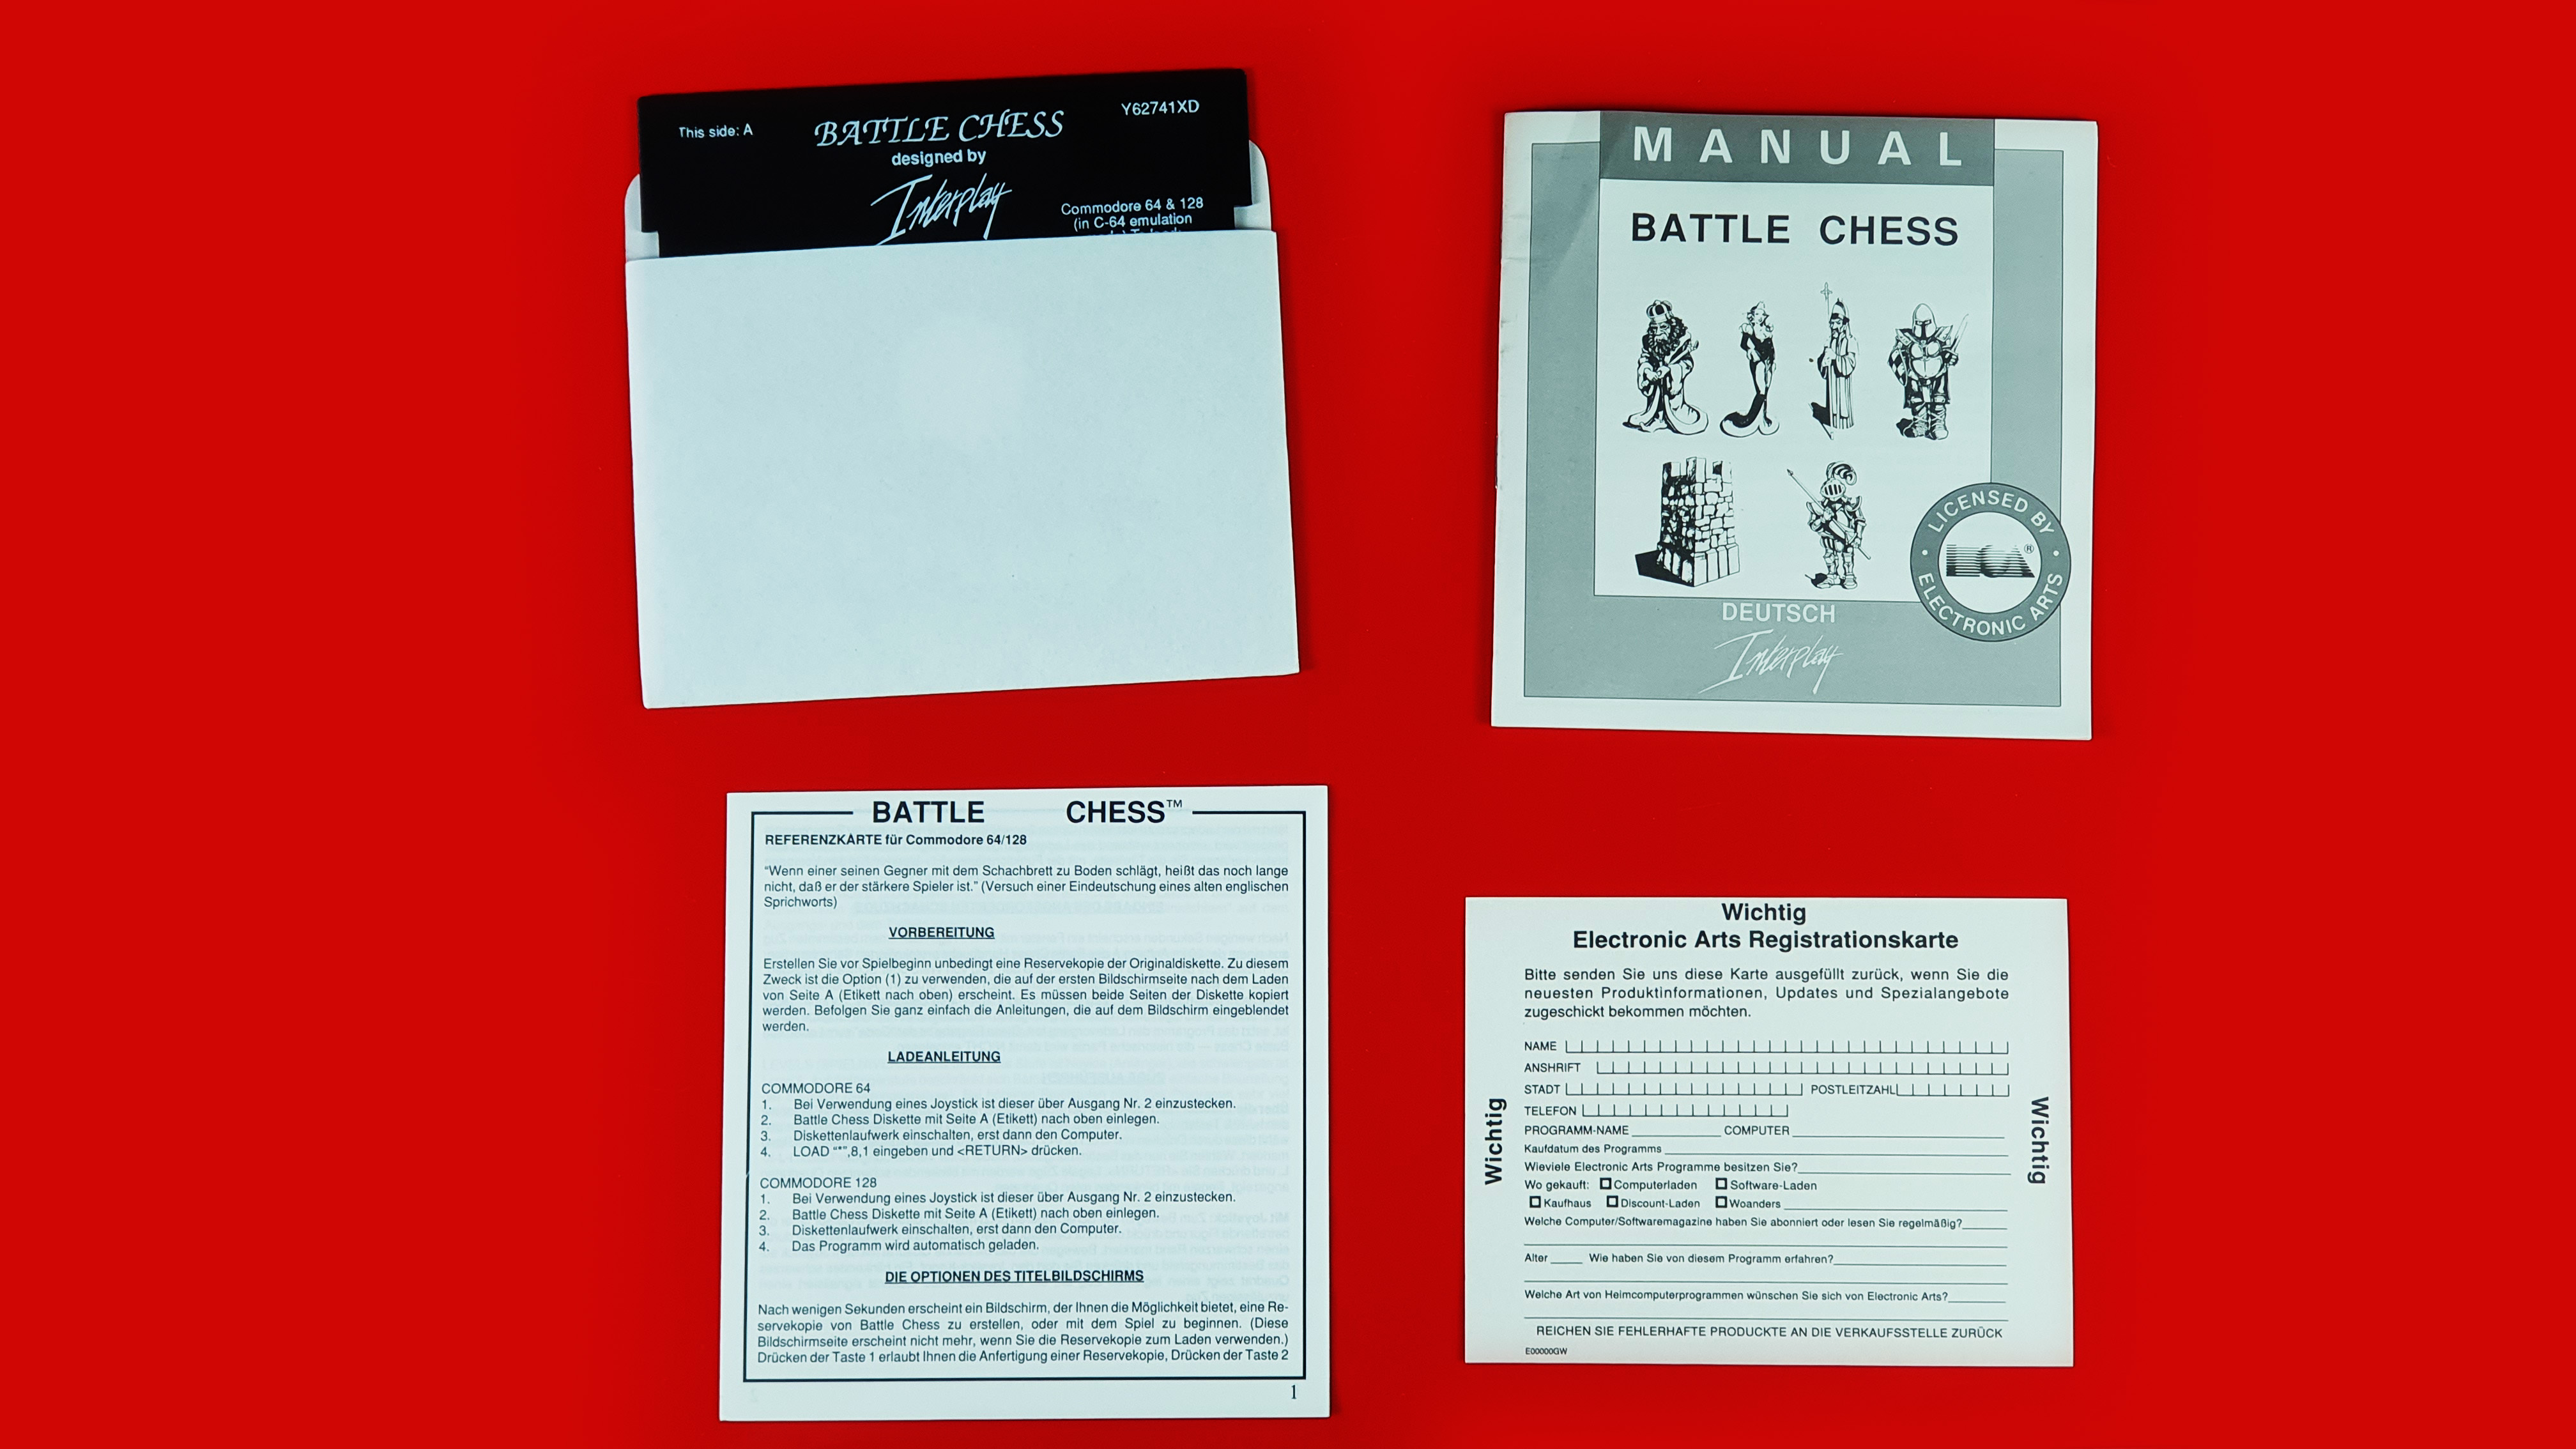 This side: A
BATTLE CHESS
Y62741XD
designed by
Interplay
Commodore 64 & 128
(in C-64 emulation
MANUAL
BATTLE CHESS
LICENSED BY
ELECTRONIC ARTS
®
DEUTSCH
Interplay
BATTLE CHESS™
REFERENZKARTE für Commodore 64/128
“Wenn einer seinen Gegner mit dem Schachbrett zu Boden schlägt, heißt das noch lange
nicht, daß er der stärkere Spieler ist.” (Versuch einer Eindeutschung eines alten englischen
Sprichworts)
VORBEREITUNG
Erstellen Sie vor Spielbeginn unbedingt eine Reservekopie der Originaldiskette. Zu diesem
Zweck ist die Option (1) zu verwenden, die auf der ersten Bildschirmseite nach dem Laden
von Seite A (Etikett nach oben) erscheint. Es müssen beide Seiten der Diskette kopiert
werden. Befolgen Sie ganz einfach die Anleitungen, die auf dem Bildschirm eingeblendet
werden.
LADEANLEITUNG
COMMODORE 64
1. Bei Verwendung eines Joystick ist dieser über Ausgang Nr. 2 einzustecken.
2. Battle Chess Diskette mit Seite A (Etikett) nach oben einlegen.
3. Diskettenlaufwerk einschalten, erst dann den Computer.
4. LOAD “*”,8,1 eingeben und <RETURN> drücken.
COMMODORE 128
1. Bei Verwendung eines Joystick ist dieser über Ausgang Nr. 2 einzustecken.
2. Battle Chess Diskette mit Seite A (Etikett) nach oben einlegen.
3. Diskettenlaufwerk einschalten, erst dann den Computer.
4. Das Programm wird automatisch geladen.
DIE OPTIONEN DES TITELBILDSCHIRMS
Nach wenigen Sekunden erscheint ein Bildschirm, der Ihnen die Möglichkeit bietet, eine Re-
servekopie von Battle Chess zu erstellen, oder mit dem Spiel zu beginnen. (Diese
Bildschirmseite erscheint nicht mehr, wenn Sie die Reservekopie zum Laden verwenden.)
Drücken der Taste 1 erlaubt Ihnen die Anfertigung einer Reservekopie, Drücken der Taste 2
1
Wichtig
Electronic Arts Registrationskarte
Bitte senden Sie uns diese Karte ausgefüllt zurück, wenn Sie die
neuesten Produktinformationen, Updates und Spezialangebote
zugeschickt bekommen möchten.
NAME
ANSHRIFT
STADT POSTLEITZAHL
TELEFON
PROGRAMM-NAME COMPUTER
Kaufdatum des Programms
Wieviele Electronic Arts Programme besitzen Sie?
Wo gekauft: Computerladen Software-Laden
Kaufhaus Discount-Laden Woanders
Welche Computer/Softwaremagazine haben Sie abonniert oder lesen Sie regelmäßig?
Alter Wie haben Sie von diesem Programm erfahren?
Welche Art von Heimcomputerprogrammen wünschen Sie sich von Electronic Arts?
REICHEN SIE FEHLERHAFTE PRODUCKTE AN DIE VERKAUFSSTELLE ZURÜCK
E00000GW
Wichtig
Wichtig